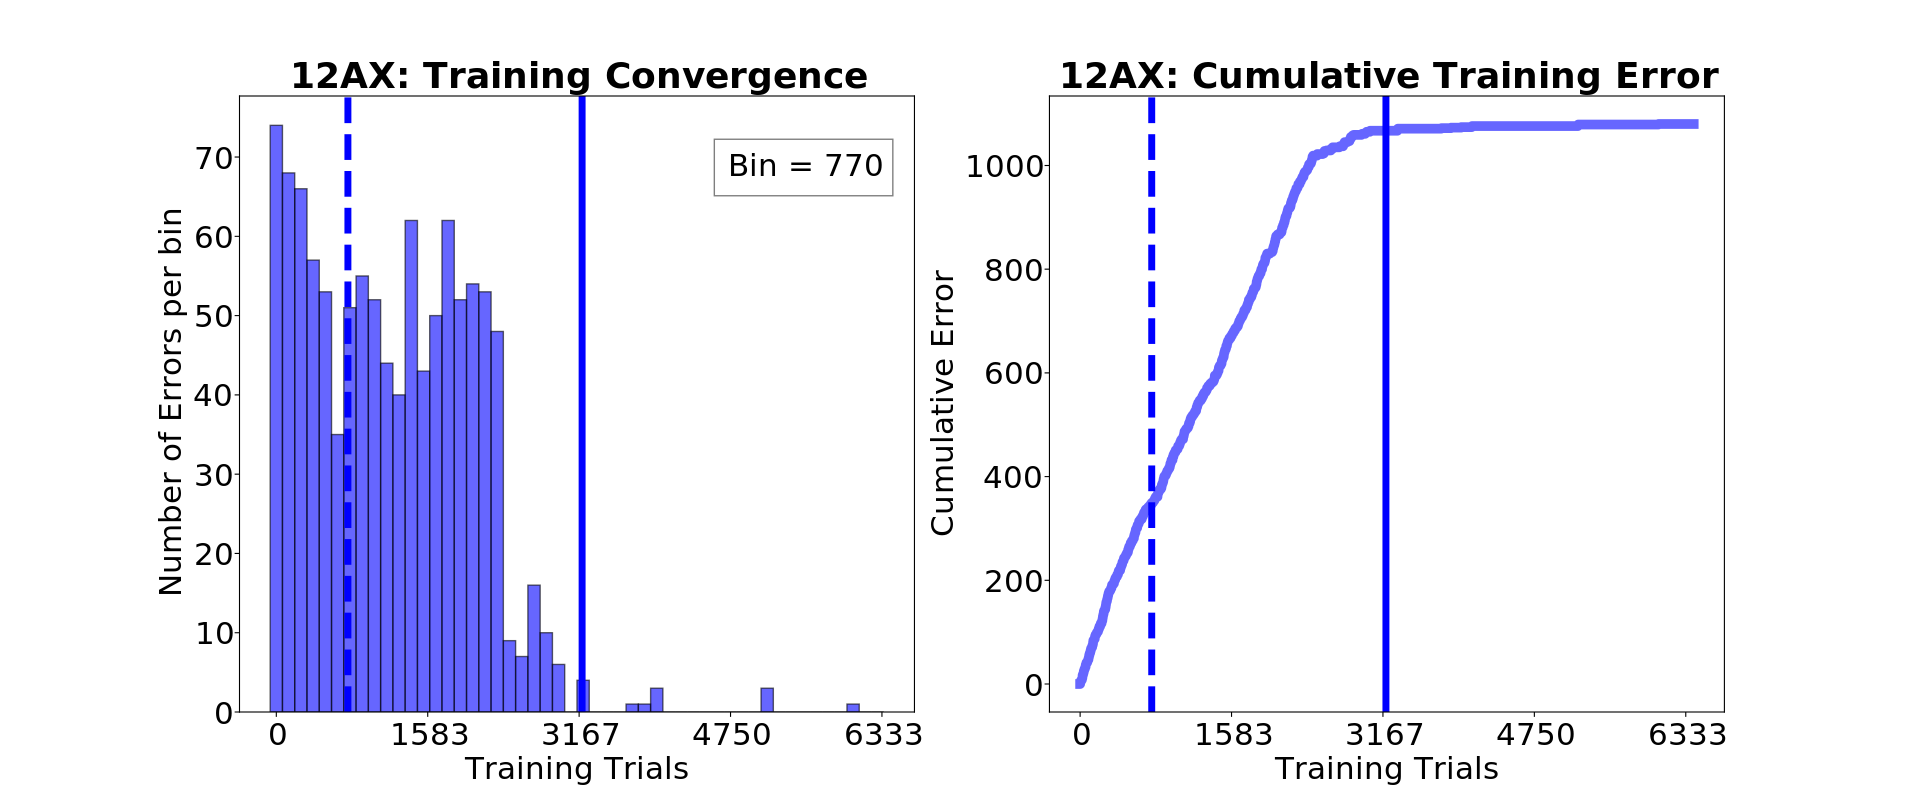 12AX: Training Convergence
Number of Errors per bin
70
60
50
40
30
20
10
0
Bin = 770
0 1583 3167 4750 6333
Training Trials
12AX: Cumulative Training Error
Cumulative Error
1000
800
600
400
200
0
0 1583 3167 4750 6333
Training Trials